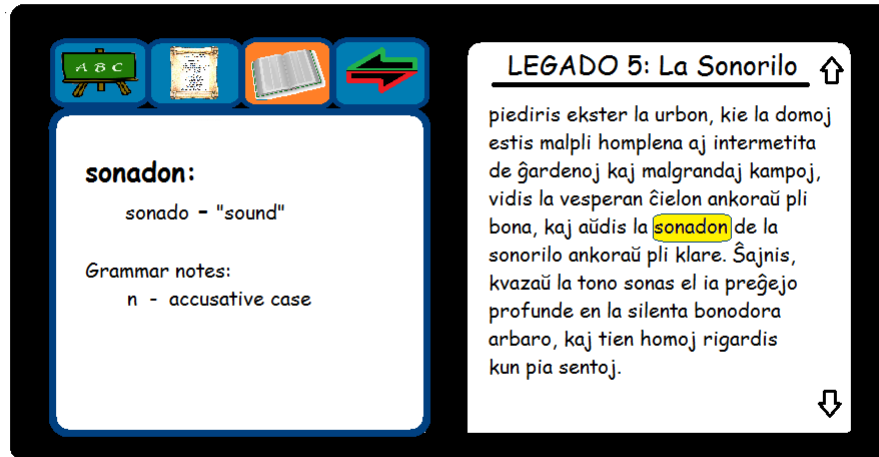 A B C
sonadon:
sonado - "sound"
Grammar notes:
n - accusative case
LEGADO 5: La Sonorilo
piediris ekster la urbon, kie la domoj
estis malpli homplena aj intermetita
de ĝardenoj kaj malgrandaj kampoj,
vidis la vesperan ĉielon ankoraŭ pli
bona, kaj aŭdis la sonadon de la
sonorilo ankoraŭ pli klare. Ŝajnis,
kvazaŭ la tono sonas el ia preĝejo
profunde en la silenta bonodora
arbaro, kaj tien homoj rigardis
kun pia sentoj.